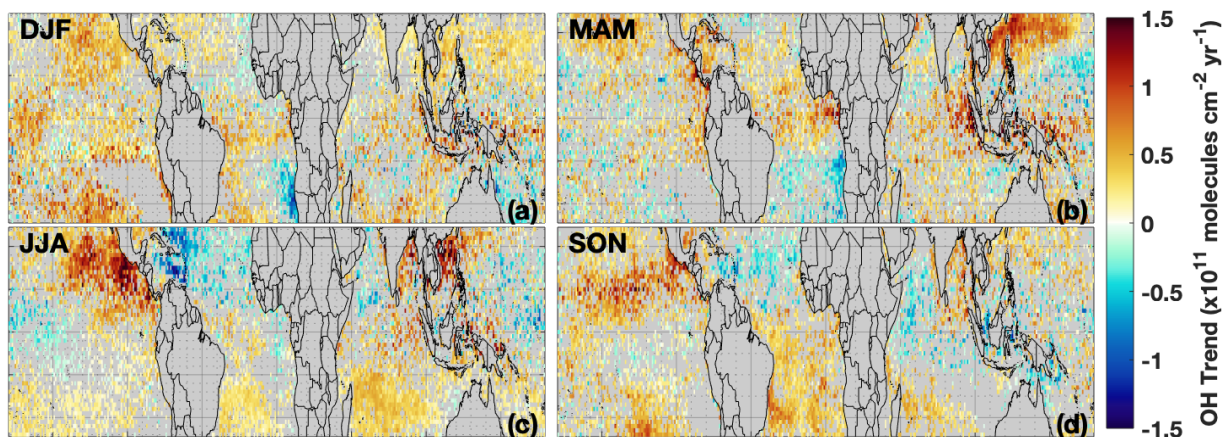 DJF
(a)
MAM
(b)
JJA
(c)
SON
(d)
1.5
1
0.5
0
-0.5
-1
-1.5
OH Trend (x10¹¹ molecules cm⁻² yr⁻¹)